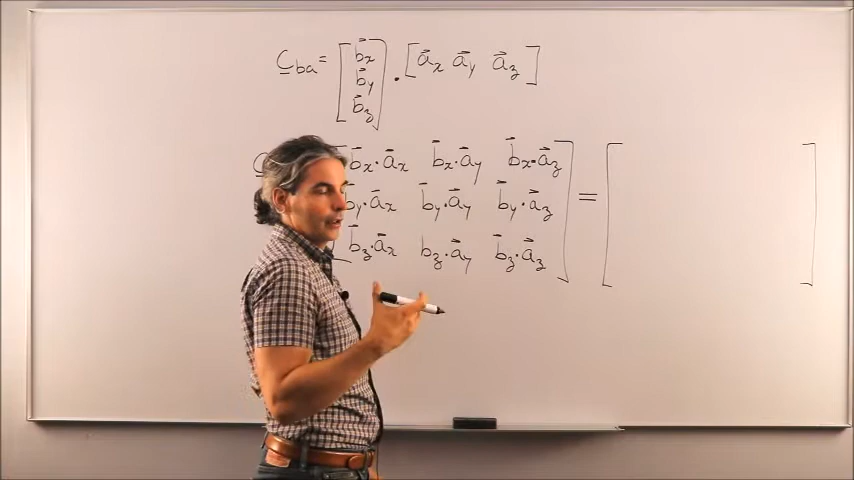 C_ba = [b⃗x b⃗y b⃗z] · [a⃗x a⃗y a⃗z]
C
b⃗x·a⃗x b⃗y·a⃗x b⃗z·a⃗x
b⃗x·a⃗y b⃗y·a⃗y b⃗z·a⃗y
b⃗x·a⃗z b⃗y·a⃗z b⃗z·a⃗z ] = [ ]